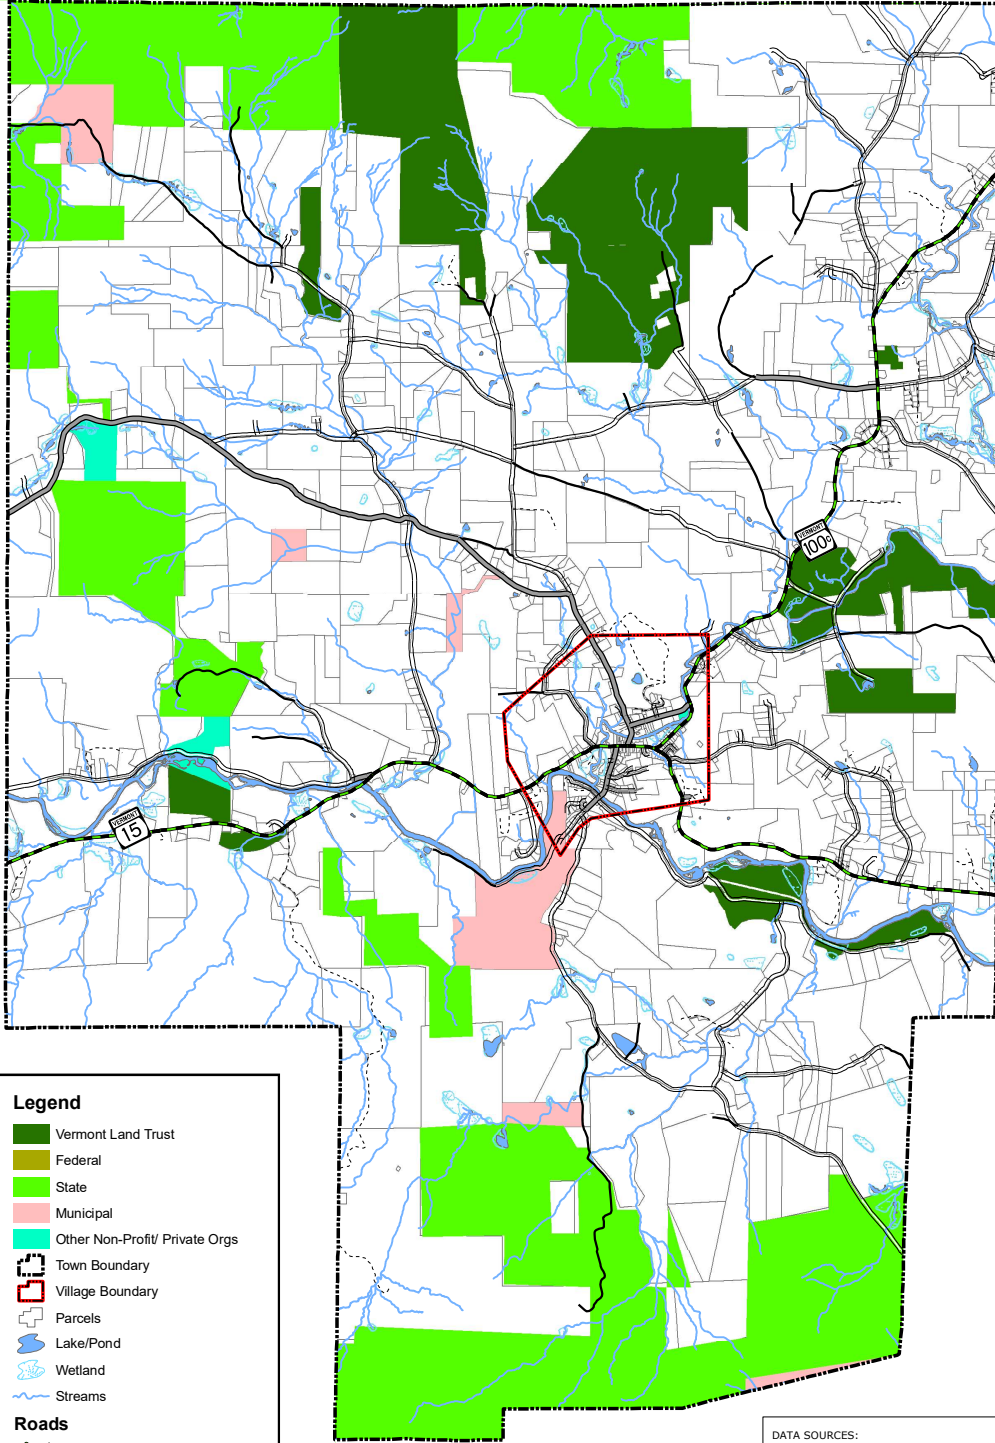 VERMONT
100C
VERMONT
15
Legend
Vermont Land Trust
Federal
State
Municipal
Other Non-Profit/ Private Orgs
Town Boundary
Village Boundary
Parcels
Lake/Pond
Wetland
Streams
Roads
DATA SOURCES: